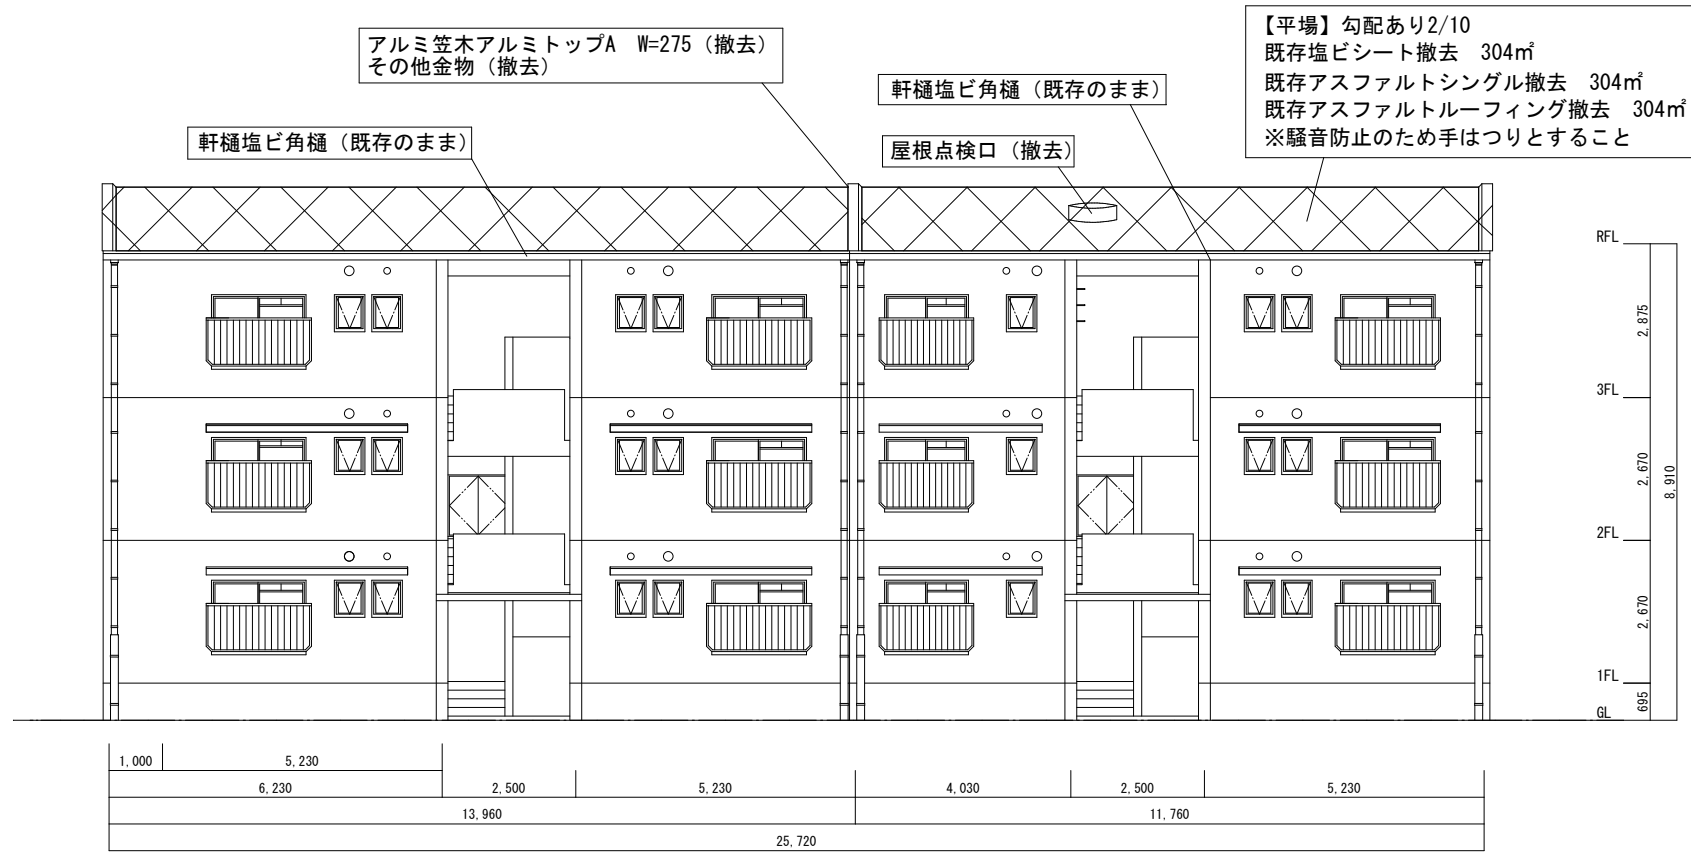 【平場】勾配あり2/10
既存塩ビシート撤去　304㎡
既存アスファルトシングル撤去　304㎡
既存アスファルトルーフィング撤去　304㎡
※騒音防止のため手はつりとすること
アルミ笠木アルミトップA　W=275（撤去）
その他金物（撤去）
軒樋塩ビ角樋（既存のまま）
軒樋塩ビ角樋（既存のまま）
屋根点検口（撤去）
RFL
2,875
3FL
2,670
8,910
2FL
2,670
1FL
695
GL
1,000
5,230
6,230
2,500
5,230
4,030
2,500
5,230
13,960
11,760
25,720